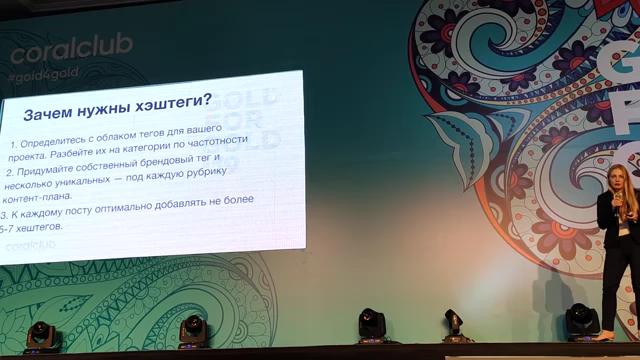 coralclub
#gold4gold
Зачем нужны хэштеги?
1. Определитесь с облаком тегов для вашего
проекта. Разбейте их на категории по частотности
2. Придумайте собственный брендовый тег и
несколько уникальных — под каждую рубрику
контент-плана.
3. К каждому посту оптимально добавлять не более
5-7 хештегов.
coralclub
GOLD
FOR
GOLD
G
F